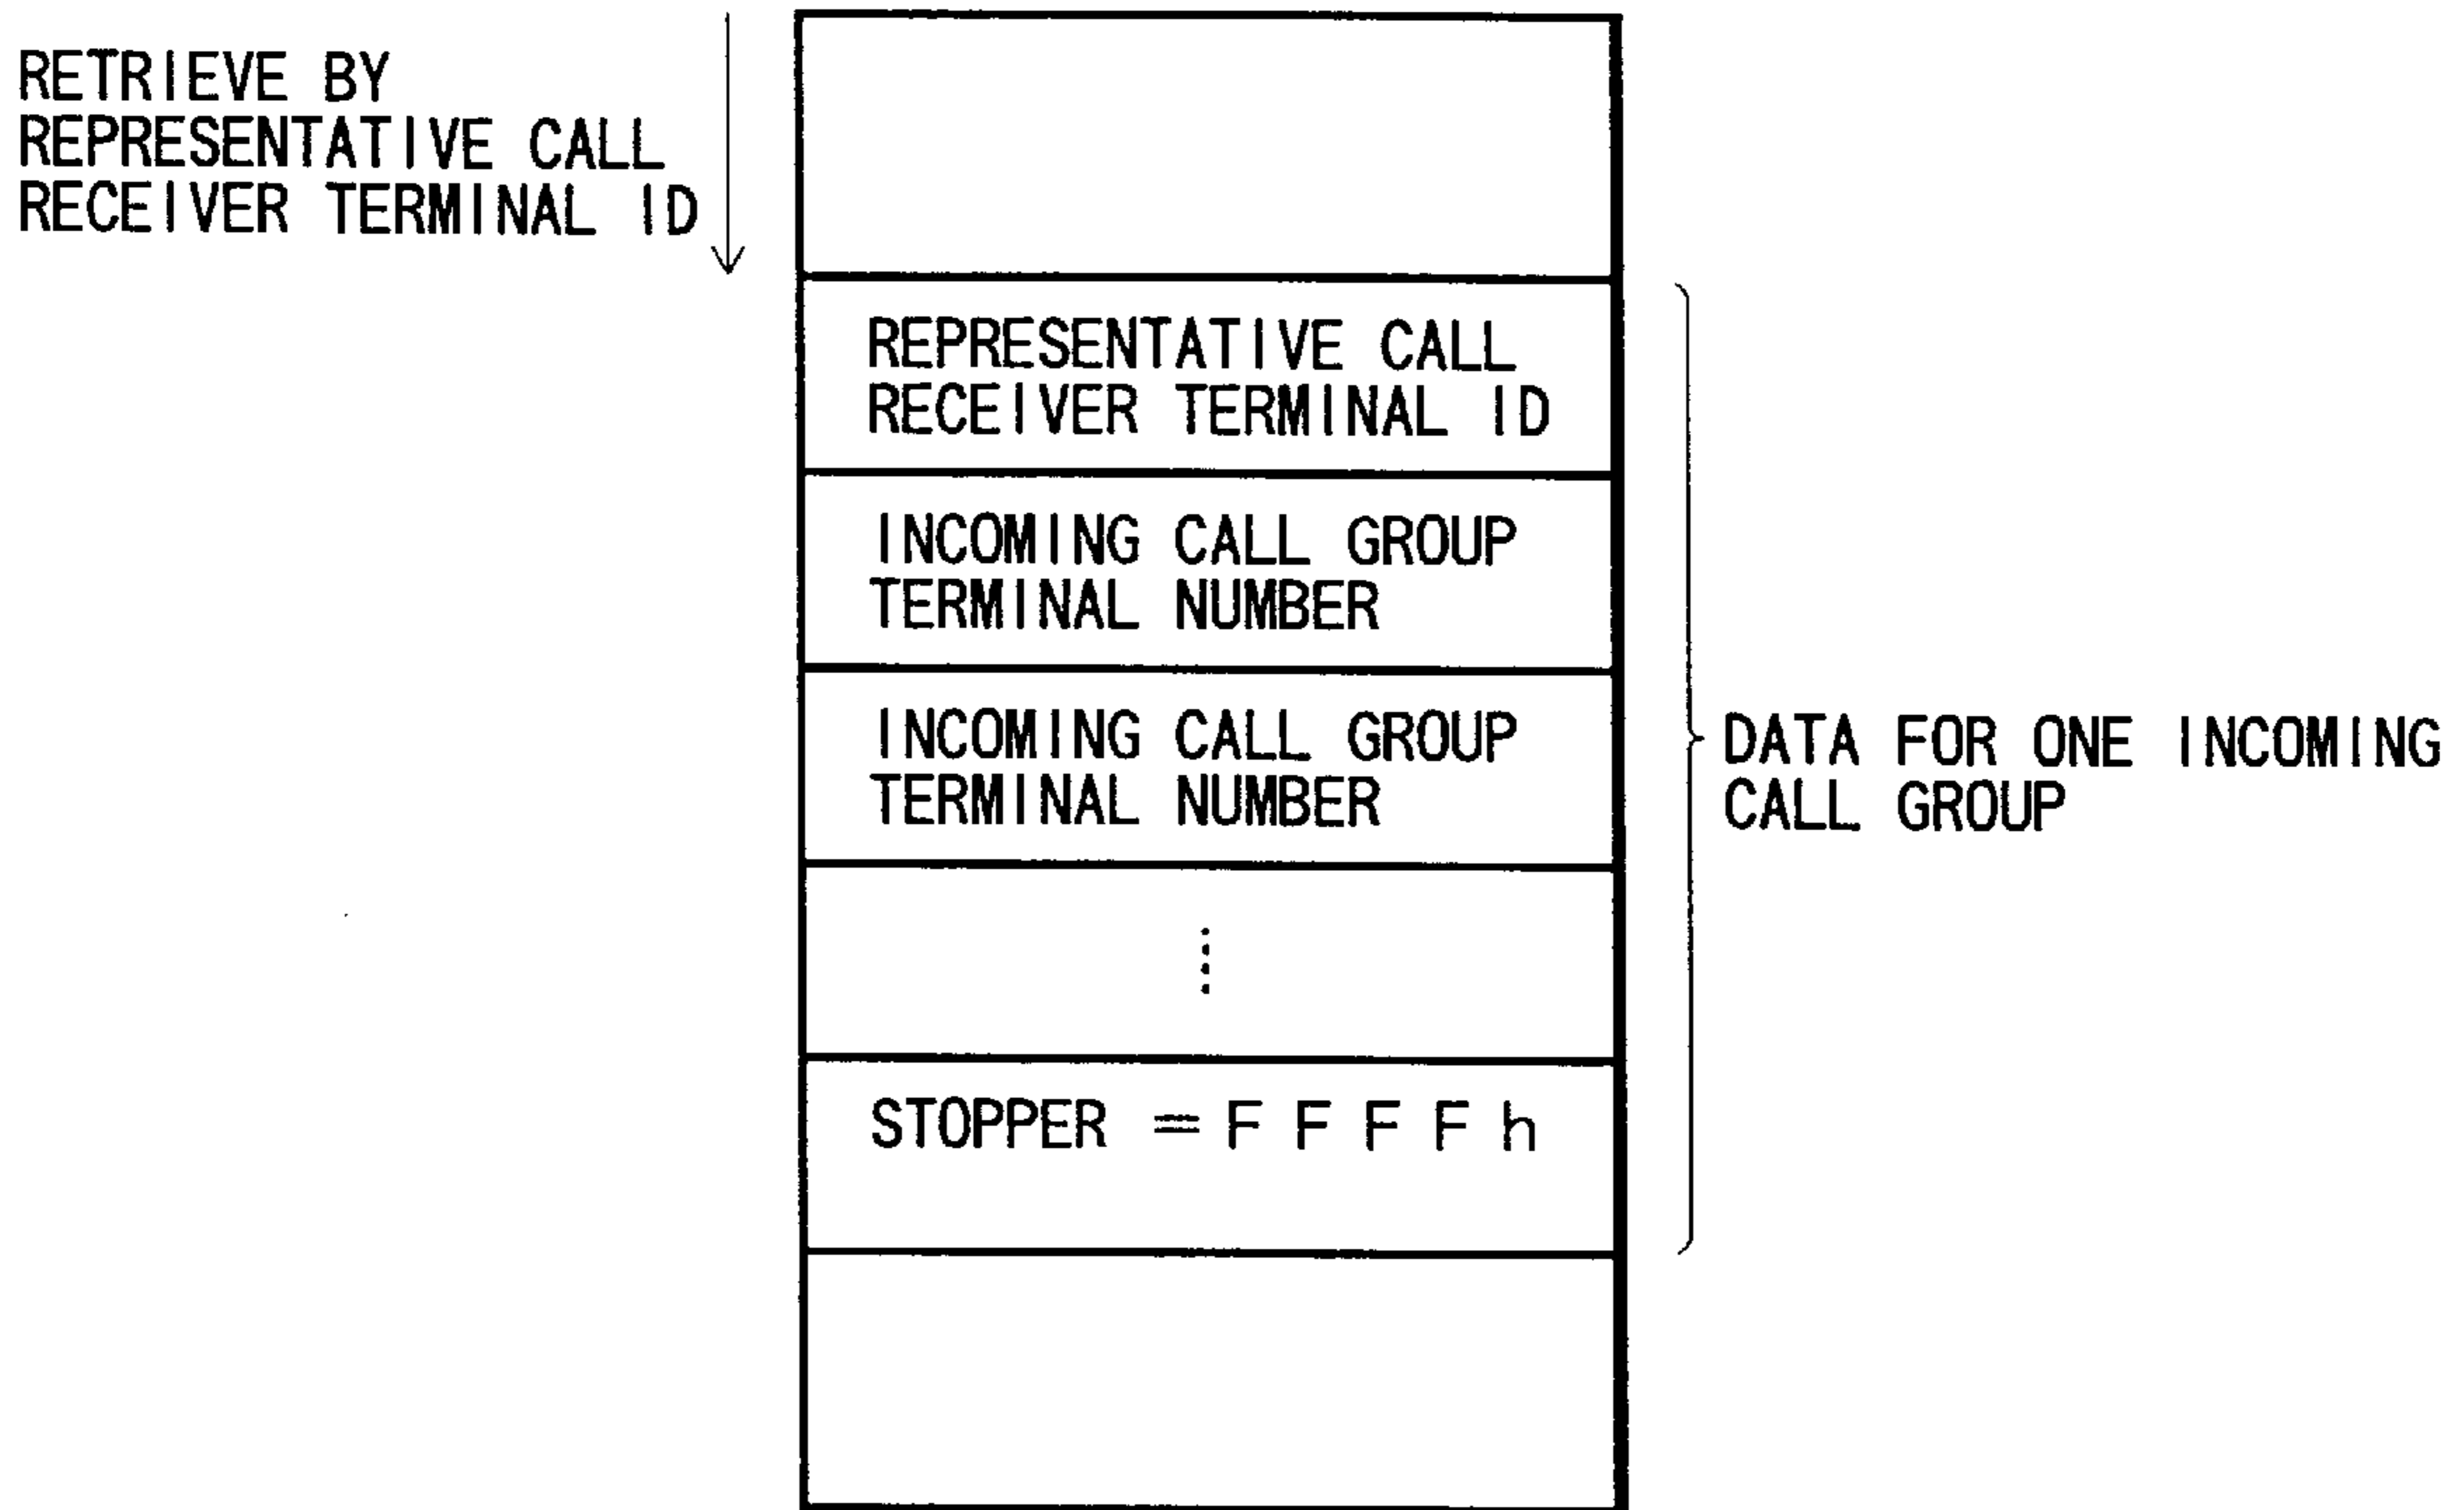 RETRIEVE BY
REPRESENTATIVE CALL
RECEIVER TERMINAL ID
REPRESENTATIVE CALL
RECEIVER TERMINAL ID
INCOMING CALL GROUP
TERMINAL NUMBER
INCOMING CALL GROUP
TERMINAL NUMBER
STOPPER = F F F F h
DATA FOR ONE INCOMING
CALL GROUP